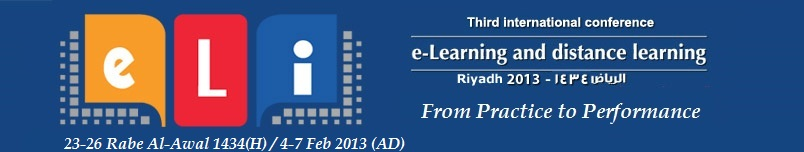 eLi
Third international conference
e-Learning and distance learning
Riyadh 2013 - الرياض ١٤٣٤
From Practice to Performance
23-26 Rabe Al-Awal 1434(H) / 4-7 Feb 2013 (AD)